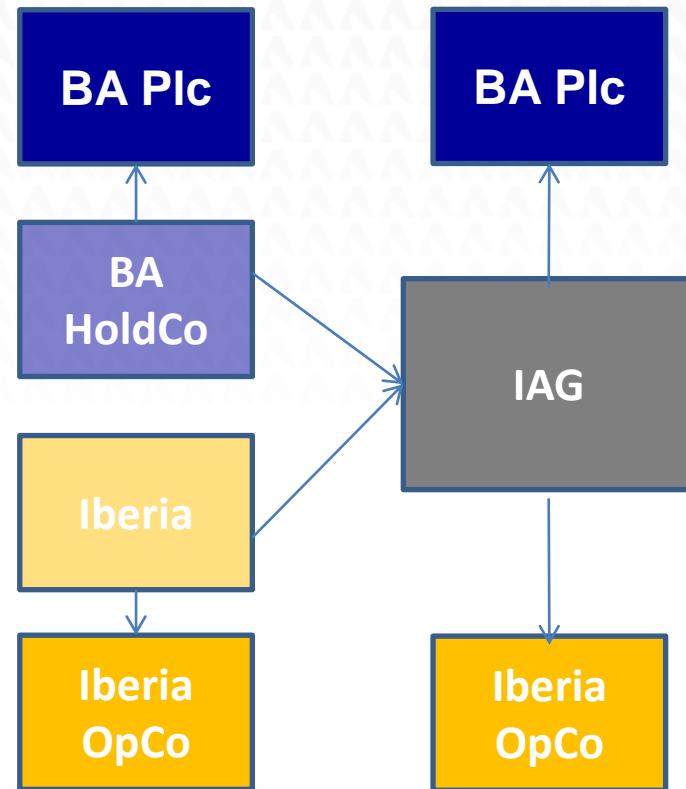 BA Plc
BA Plc
BA
HoldCo
IAG
Iberia
Iberia
OpCo
Iberia
OpCo